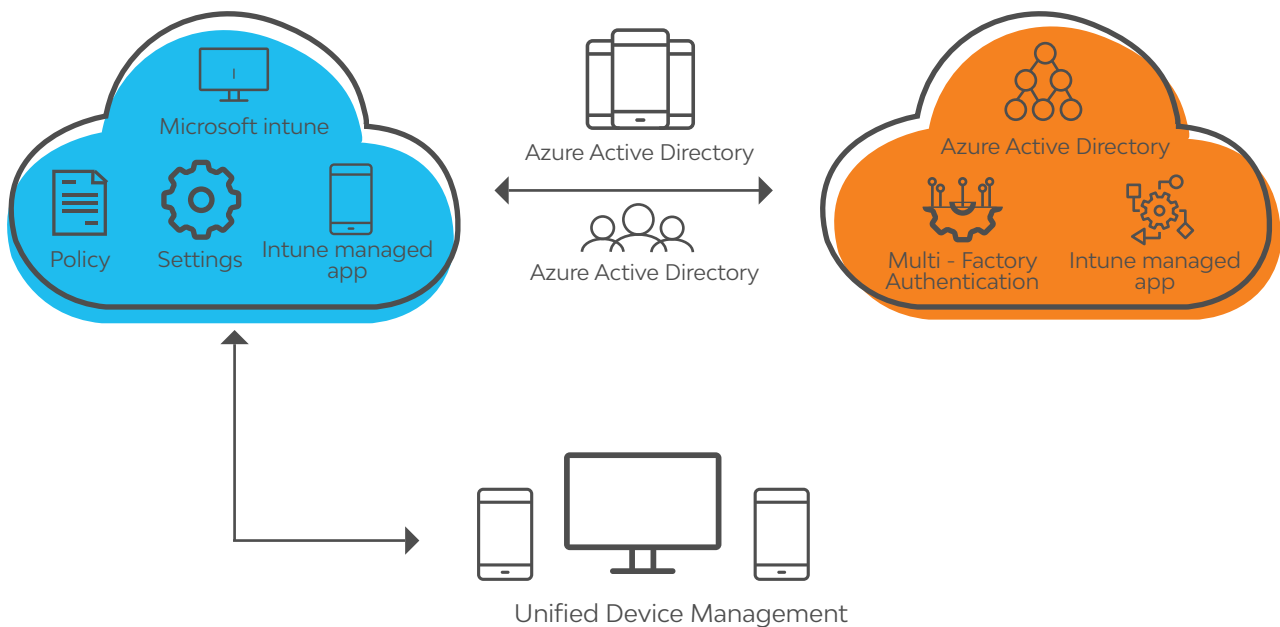 Microsoft intune
Policy
Settings
Intune managed
app
Azure Active Directory
Azure Active Directory
Azure Active Directory
Multi - Factory
Authentication
Intune managed
app
Unified Device Management